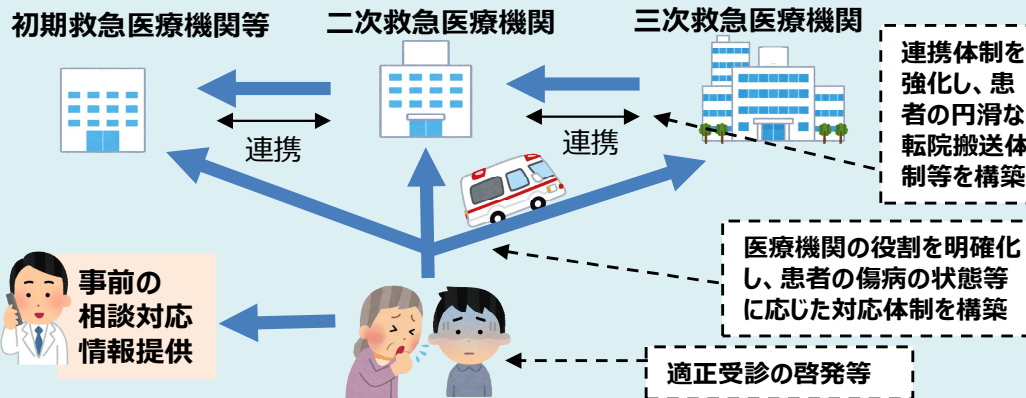 初期救急医療機関等
二次救急医療機関
三次救急医療機関
連携
連携
連携体制を
強化し、患
者の円滑な
転院搬送体
制等を構築
医療機関の役割を明確化
し、患者の傷病の状態等
に応じた対応体制を構築
事前の
相談対応
情報提供
適正受診の啓発等